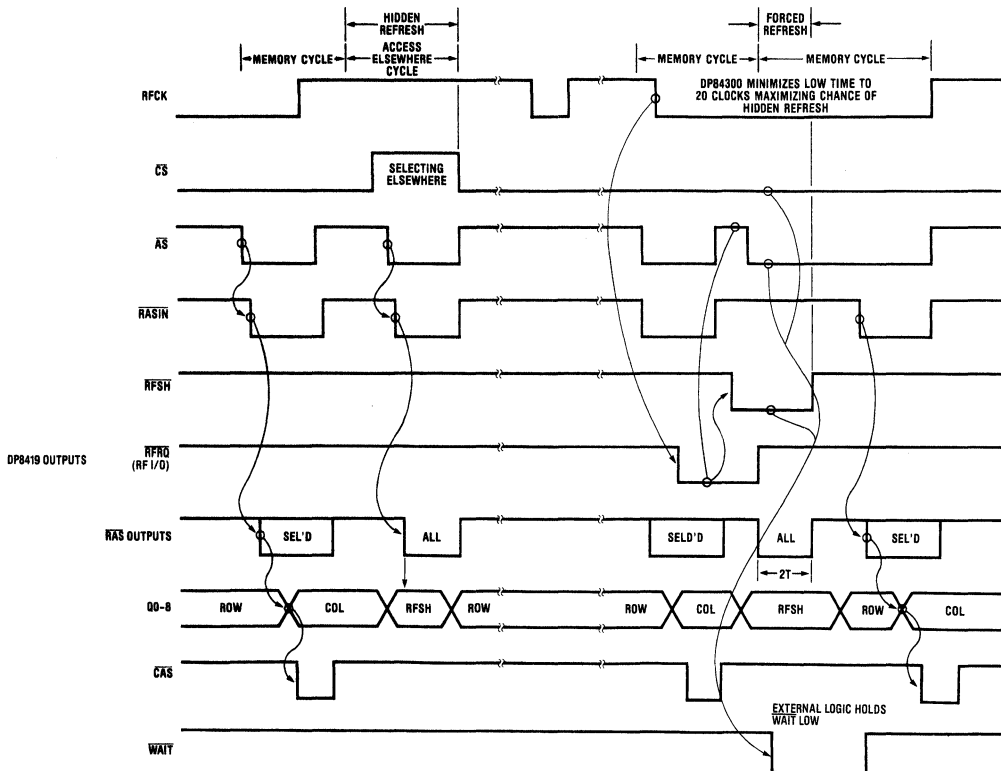 HIDDEN
REFRESH
FORCED
REFRESH
MEMORY CYCLE
ACCESS
ELSEWHERE
CYCLE
MEMORY CYCLE
MEMORY CYCLE
RFCK
DP84300 MINIMIZES LOW TIME TO
20 CLOCKS MAXIMIZING CHANCE OF
HIDDEN REFRESH
CS
SELECTING
ELSEWHERE
AS
RASIN
RFSH
DP8419 OUTPUTS
RFRQ
(RF I/O)
RAS OUTPUTS
SEL'D
ALL
SELD'D
ALL
SEL'D
2T
Q0-8
ROW
COL
RFSH
ROW
ROW
COL
RFSH
ROW
COL
CAS
EXTERNAL LOGIC HOLDS
WAIT LOW
WAIT